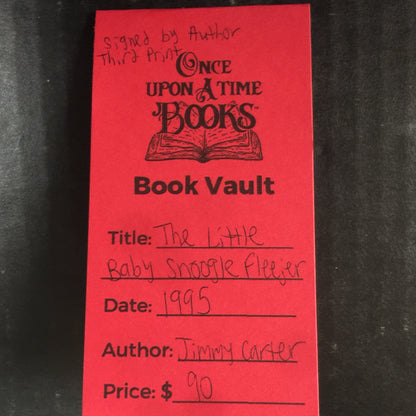 Signed by Author
Third Print
ONCE
UPON A TIME
BOOKS™
Book Vault
Title: The Little
Baby Snoogle Fleejer
Date: 1995
Author: Jimmy Carter
Price: $ 90